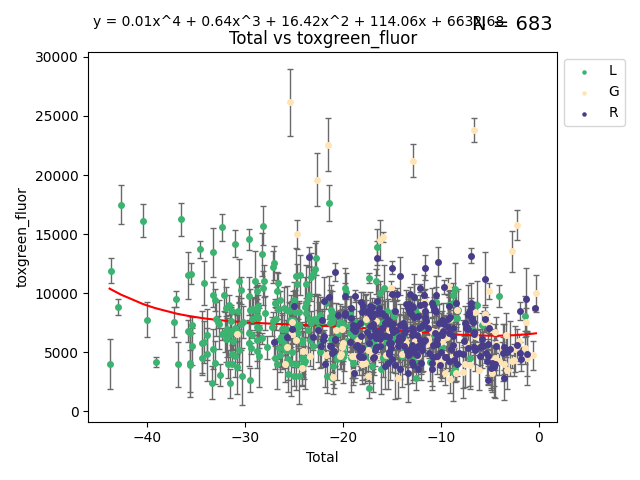 y = 0.01x^4 + 0.64x^3 + 16.42x^2 + 114.06x +
N = 683
Total vs toxgreen_fluor
30000
25000
20000
15000
10000
5000
0
toxgreen_fluor
−40
−30
−20
−10
0
Total
L
G
R